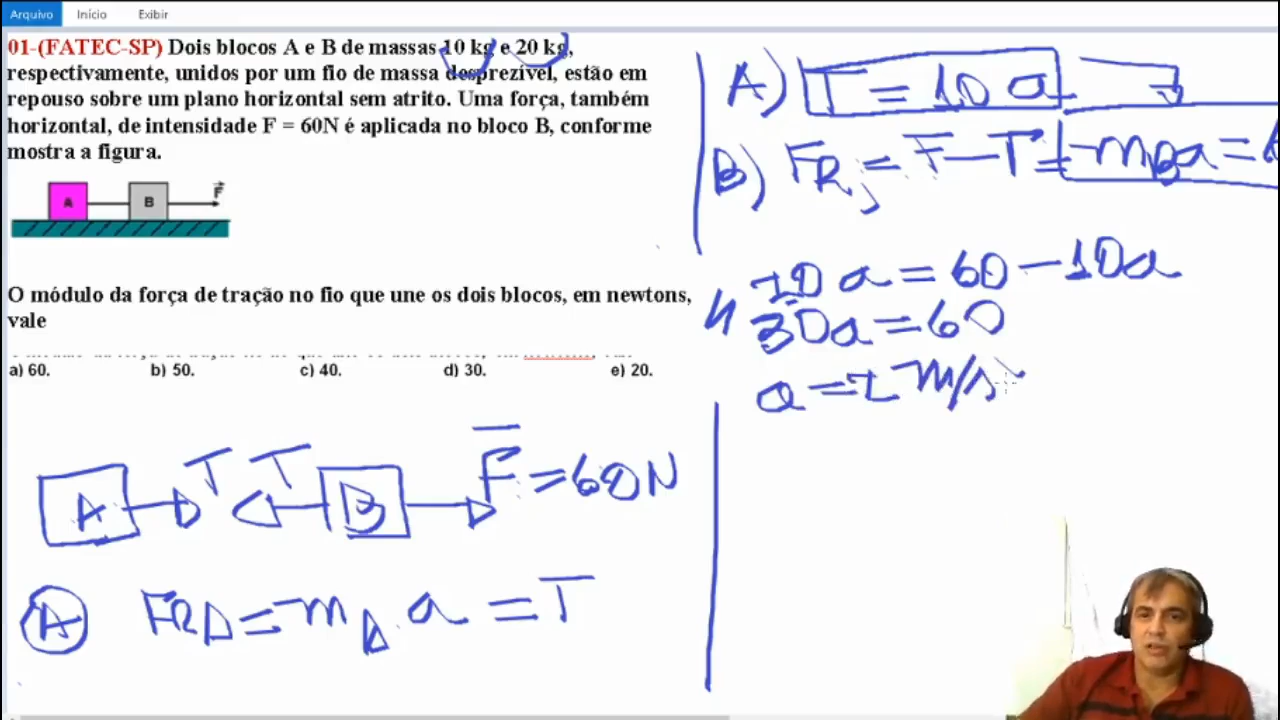 Arquivo Início Exibir
01-(FATEC-SP) Dois blocos A e B de massas 10 kg e 20 kg,
respectivamente, unidos por um fio de massa desprezível, estão em
repouso sobre um plano horizontal sem atrito. Uma força, também
horizontal, de intensidade F = 60N é aplicada no bloco B, conforme
mostra a figura.
A B F
O módulo da força de tração no fio que une os dois blocos, em newtons,
vale
a) 60. b) 50. c) 40. d) 30. e) 20.
A T T B F = 60N
A FRA = mA . a = T
A) T = 10 a
B) FRB = F - T = mBa =
20 a = 60 - 10a
30a = 60
a = 2 m/s